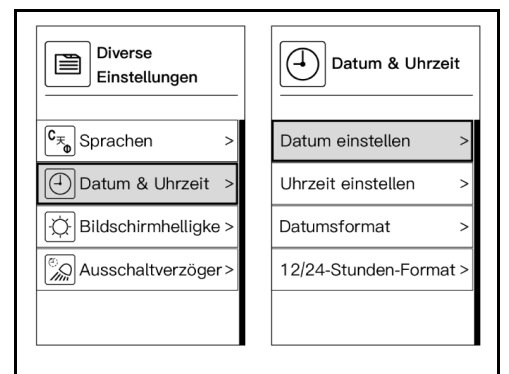 Diverse
Einstellungen
Sprachen >
Datum & Uhrzeit >
Bildschirmhelligke >
Ausschaltverzöger >
Datum & Uhrzeit
Datum einstellen >
Uhrzeit einstellen >
Datumsformat >
12/24-Stunden-Format >